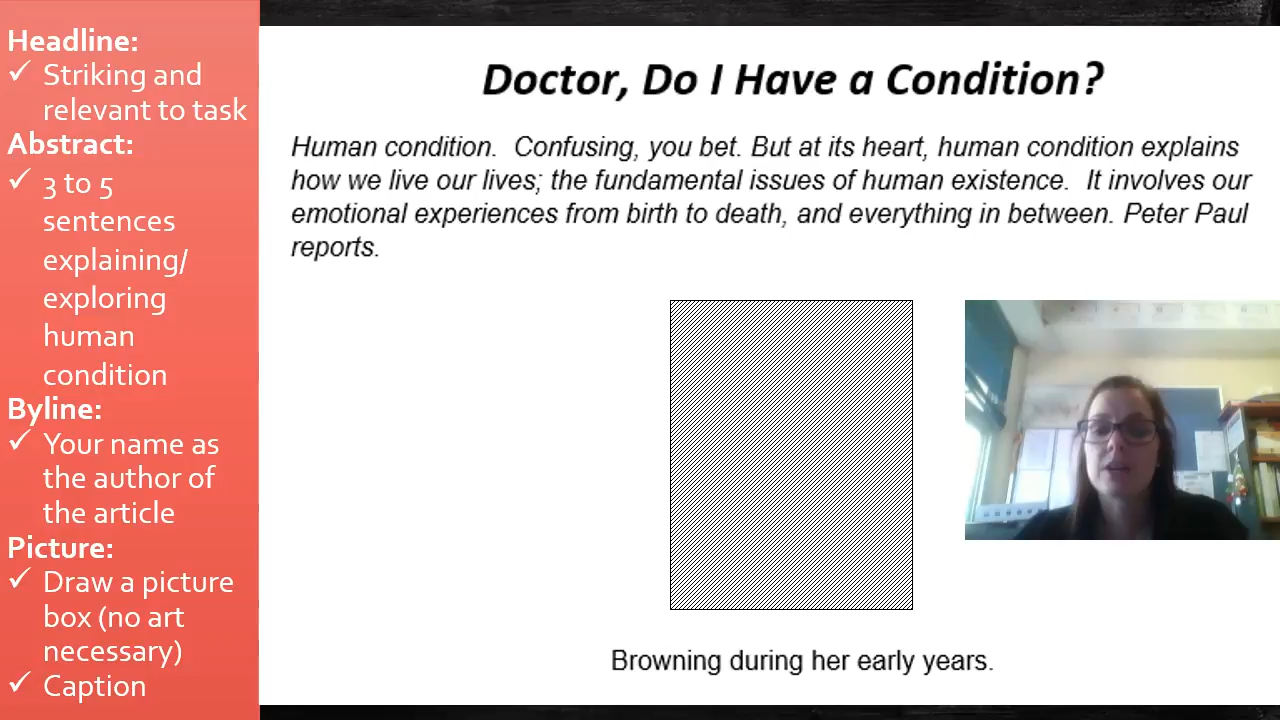 Headline:
✓ Striking and
relevant to task
Abstract:
✓ 3 to 5
sentences
explaining/
exploring
human
condition
Byline:
✓ Your name as
the author of
the article
Picture:
✓ Draw a picture
box (no art
necessary)
✓ Caption
Doctor, Do I Have a Condition?
Human condition.  Confusing, you bet. But at its heart, human condition explains
how we live our lives; the fundamental issues of human existence.  It involves our
emotional experiences from birth to death, and everything in between. Peter Paul
reports.
Browning during her early years.